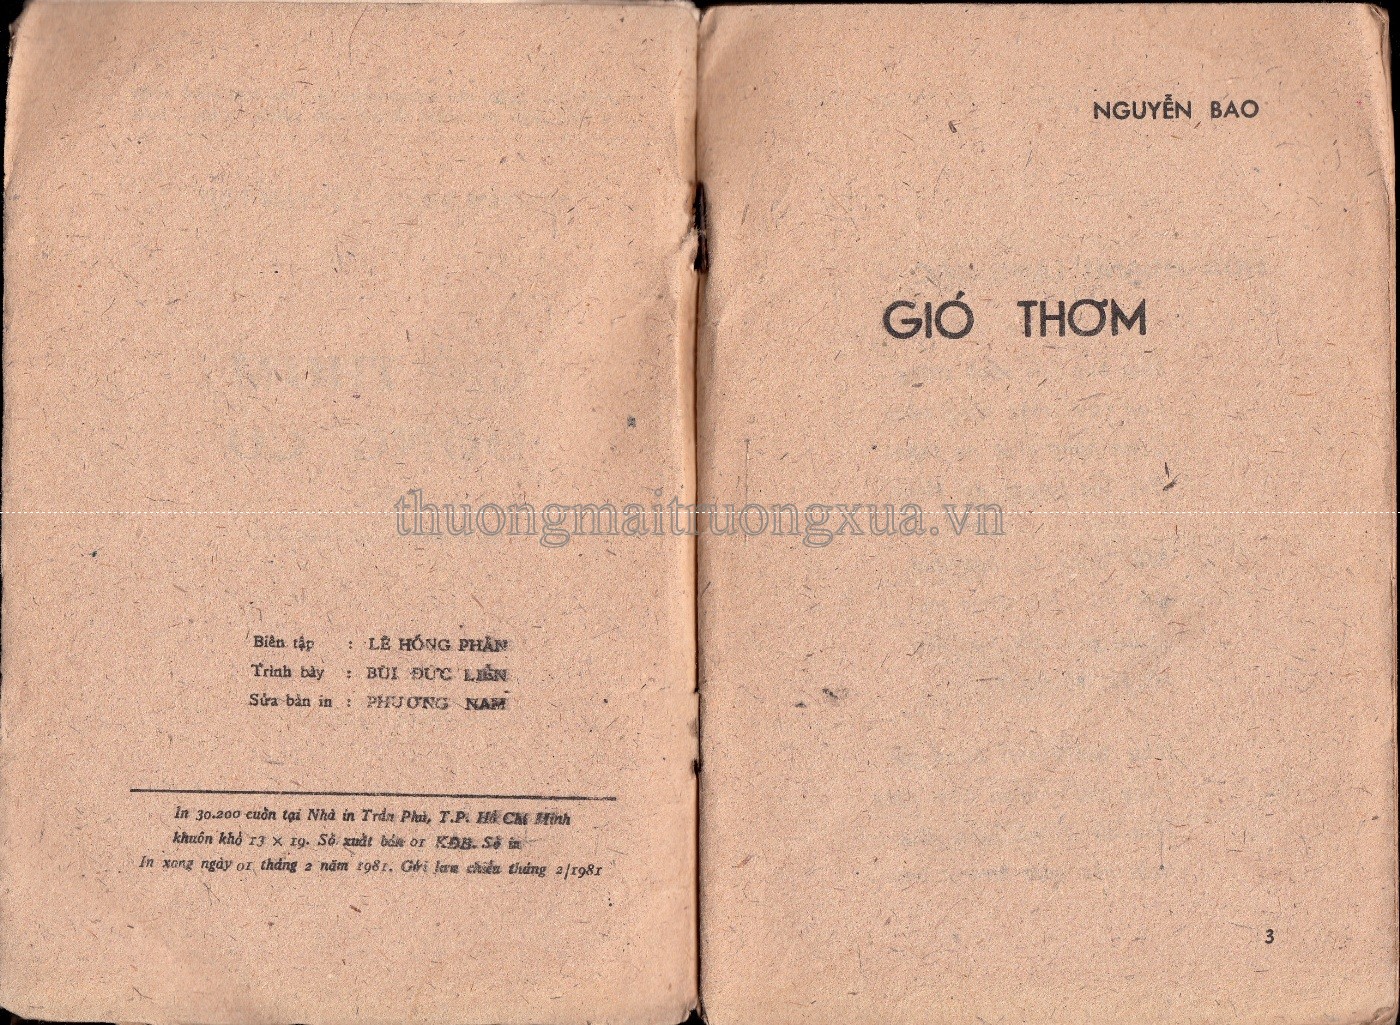 Biên tập : LÊ HỒNG PHẤN
Trình bày : BÙI ĐỨC LIỄN
Sửa bản in : PHƯƠNG NAM
In 30.200 cuốn tại Nhà in Trần Phú, T.P. Hồ Chí Minh
khuôn khổ 13 × 19. Số xuất bản 01 KĐB. Số in
In xong ngày 01 tháng 2 năm 1981. Gửi lưu chiểu tháng 2/1981
NGUYỄN BAO
GIÓ THƠM
3
thuongmaitruongxua.vn